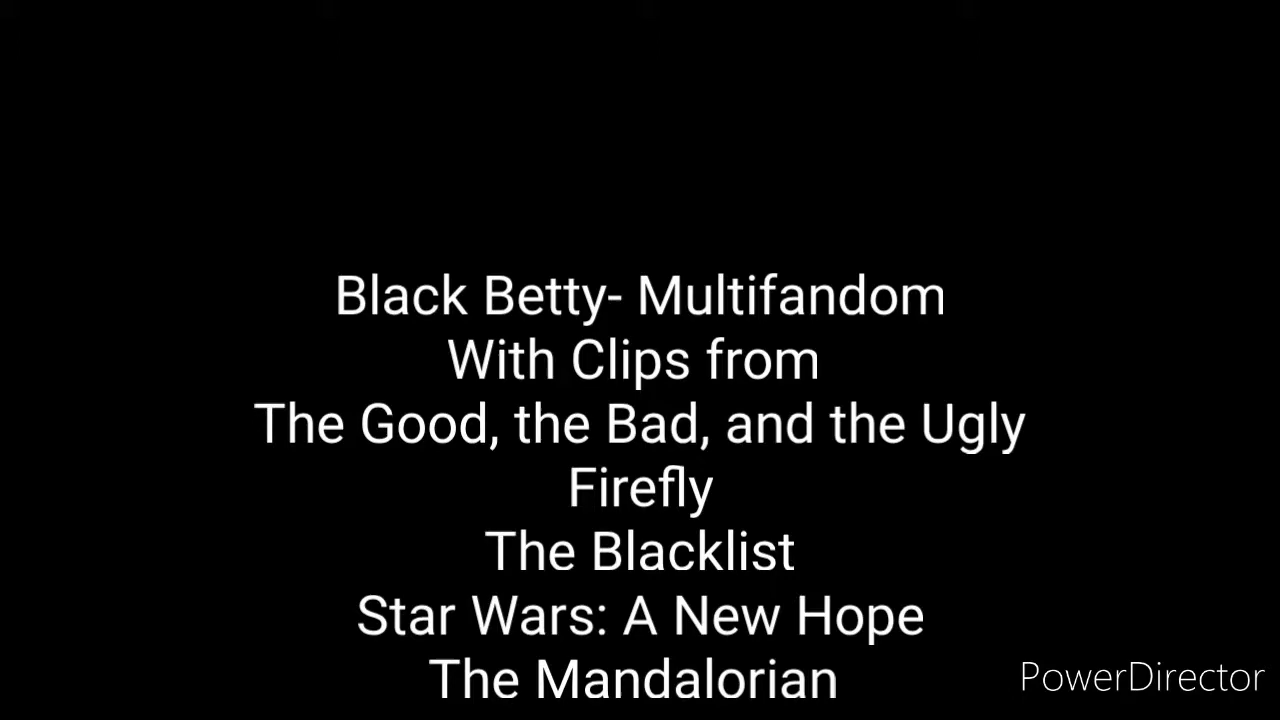 Black Betty- Multifandom
With Clips from
The Good, the Bad, and the Ugly
Firefly
The Blacklist
Star Wars: A New Hope
The Mandalorian
PowerDirector